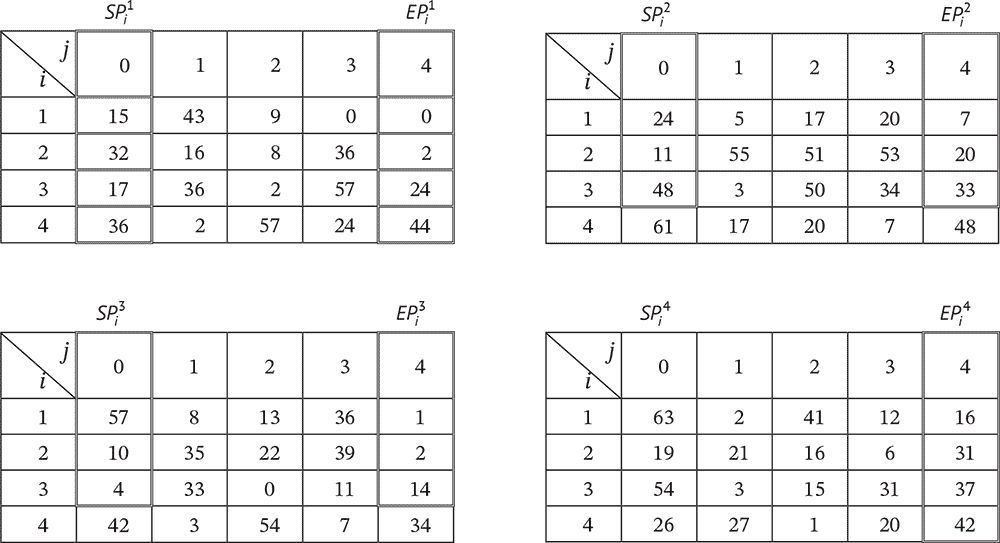 SP_i^1 EP_i^1
j
i 0 1 2 3 4
1 15 43 9 0 0
2 32 16 8 36 2
3 17 36 2 57 24
4 36 2 57 24 44
SP_i^2 EP_i^2
j
i 0 1 2 3 4
1 24 5 17 20 7
2 11 55 51 53 20
3 48 3 50 34 33
4 61 17 20 7 48
SP_i^3 EP_i^3
j
i 0 1 2 3 4
1 57 8 13 36 1
2 10 35 22 39 2
3 4 33 0 11 14
4 42 3 54 7 34
SP_i^4 EP_i^4
j
i 0 1 2 3 4
1 63 2 41 12 16
2 19 21 16 6 31
3 54 3 15 31 37
4 26 27 1 20 42